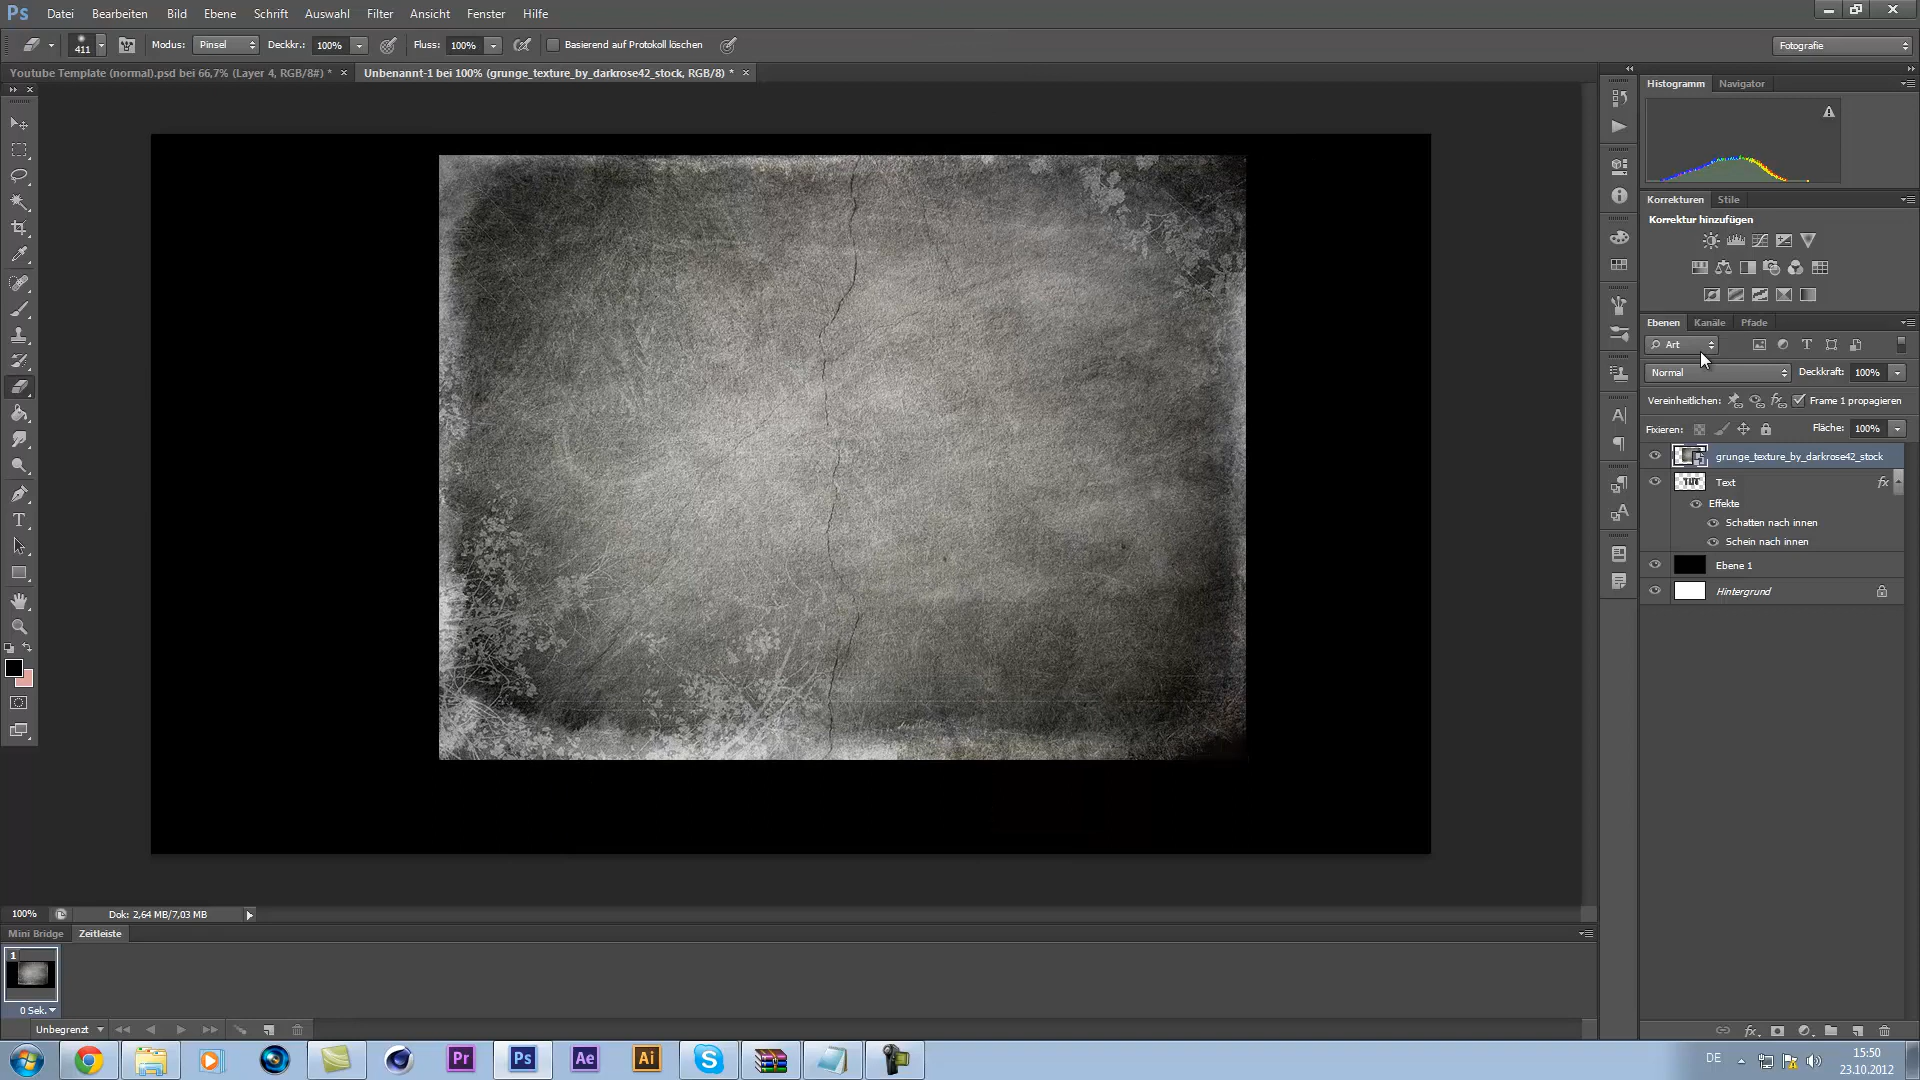 Ps Datei Bearbeiten Bild Ebene Schrift Auswahl Filter Ansicht Fenster Hilfe
411 Modus: Pinsel Deckkr.: 100% Fluss: 100% Basierend auf Protokoll löschen Fotografie
Youtube Template (normal).psd bei 66,7% (Layer 4, RGB/8#) * × Unbenannt-1 bei 100% (grunge_texture_by_darkrose42_stock, RGB/8) * ×
Histogramm Navigator
Korrekturen Stile
Korrektur hinzufügen
Ebenen Kanäle Pfade
Art
Normal Deckkraft: 100%
Vereinheitlichen: Frame 1 propagieren
Fixieren: Fläche: 100%
grunge_texture_by_darkrose42_stock
Text fx
Effekte
Schatten nach innen
Schein nach innen
Ebene 1
Hintergrund
100% Dok: 2,64 MB/7,03 MB
Mini Bridge Zeitleiste
1
0 Sek.
Unbegrenzt
fx
Pr Ps Ae Ai DE 15:50
23.10.2012